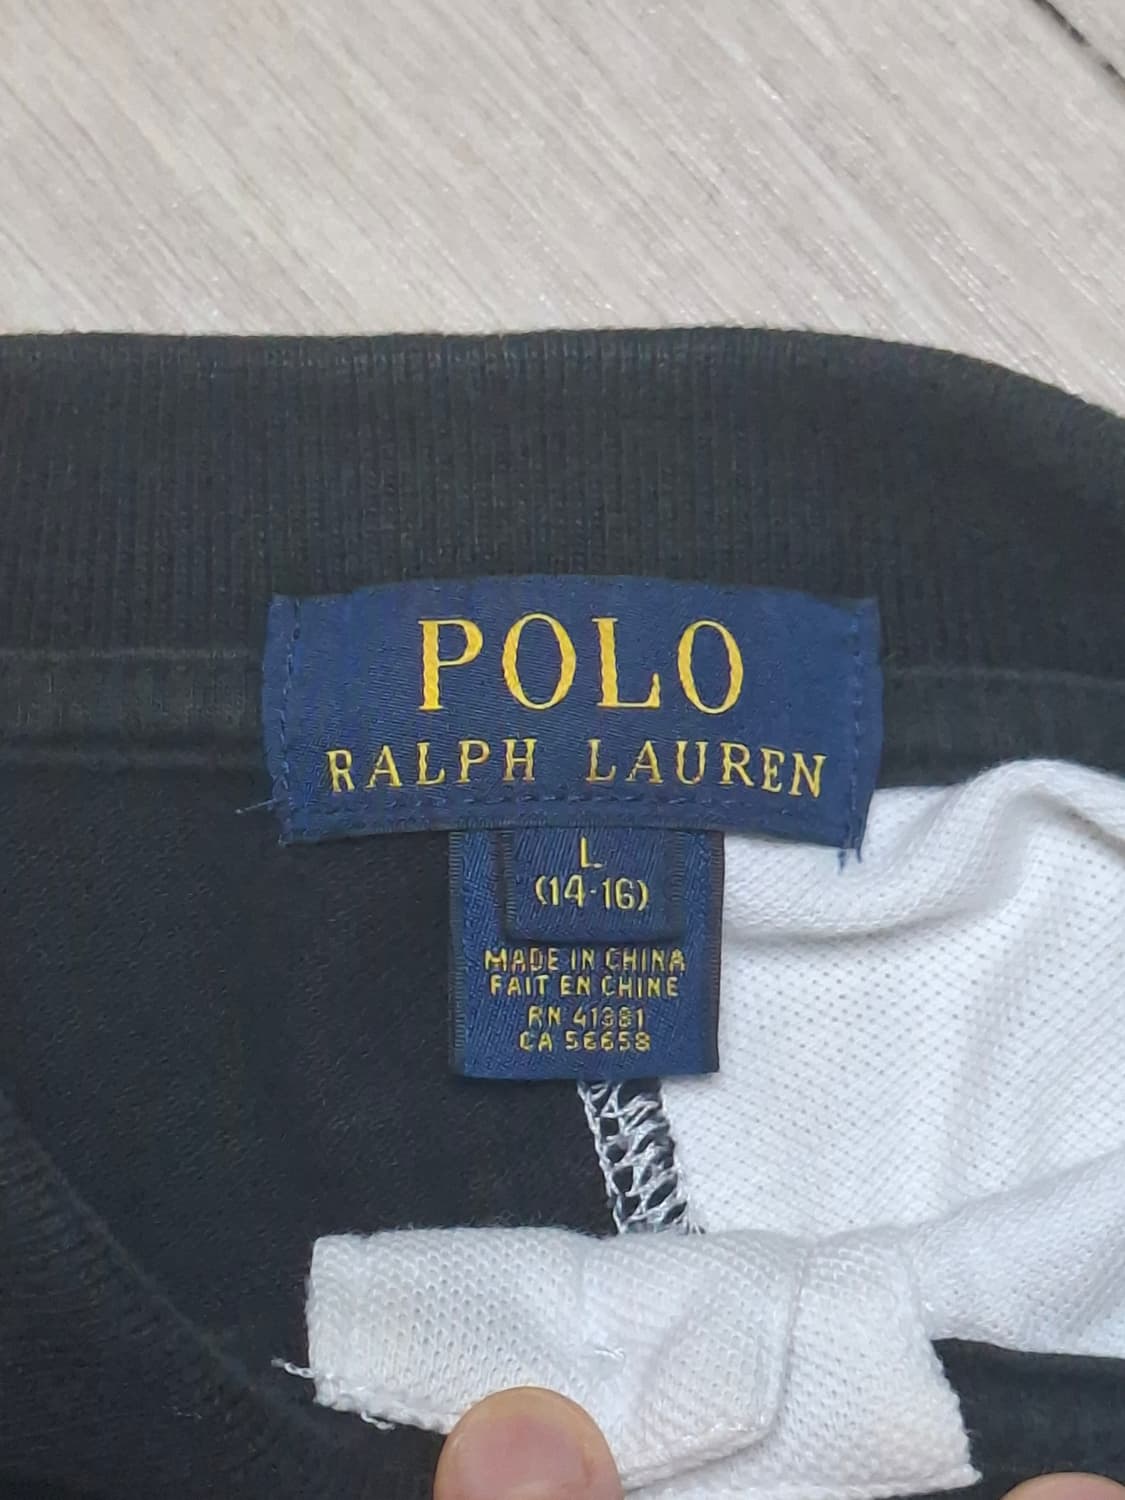 POLO
RALPH LAUREN
L
(14-16)
MADE IN CHINA
FAIT EN CHINE
RN 41381
CA 56658